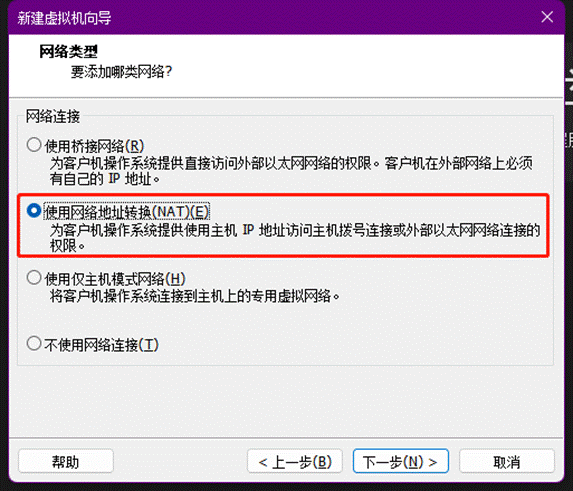 新建虚拟机向导
网络类型
要添加哪类网络?
网络连接
使用桥接网络(R)
为客户机操作系统提供直接访问外部以太网网络的权限。客户机在外部网络上必须
有自己的 IP 地址。
使用网络地址转换(NAT)(E)
为客户机操作系统提供使用主机 IP 地址访问主机拨号连接或外部以太网网络连接的
权限。
使用仅主机模式网络(H)
将客户机操作系统连接到主机上的专用虚拟网络。
不使用网络连接(T)
帮助
< 上一步(B)
下一步(N) >
取消